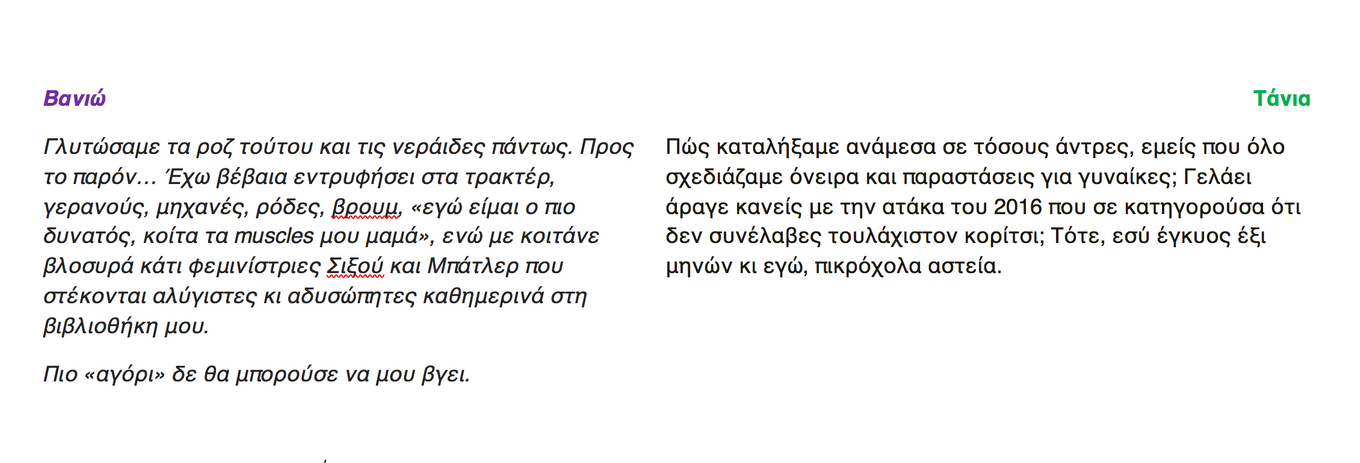 Βανιώ
Τάνια
Γλυτώσαμε τα ροζ τούτου και τις νεράιδες πάντως. Προς
το παρόν… Έχω βέβαια εντρυφήσει στα τρακτέρ,
γερανούς, μηχανές, ρόδες, βρουμ, «εγώ είμαι ο πιο
δυνατός, κοίτα τα muscles μου μαμά», ενώ με κοιτάνε
βλοσυρά κάτι φεμινίστριες Σιξού και Μπάτλερ που
στέκονται αλύγιστες κι αδυσώπητες καθημερινά στη
βιβλιοθήκη μου.
Πιο «αγόρι» δε θα μπορούσε να μου βγει.
Πώς καταλήξαμε ανάμεσα σε τόσους άντρες, εμείς που όλο
σχεδιάζαμε όνειρα και παραστάσεις για γυναίκες; Γελάει
άραγε κανείς με την ατάκα του 2016 που σε κατηγορούσα ότι
δεν συνέλαβες τουλάχιστον κορίτσι; Τότε, εσύ έγκυος έξι
μηνών κι εγώ, πικρόχολα αστεία.